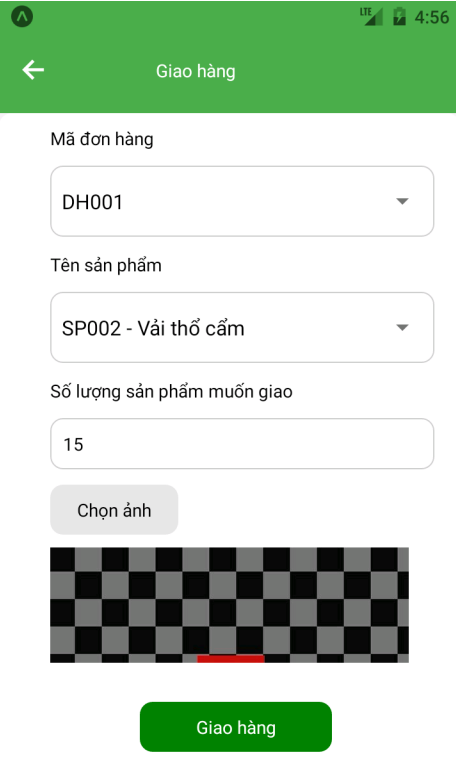 LTE 4:56
Giao hàng
Mã đơn hàng
DH001
Tên sản phẩm
SP002 - Vải thổ cẩm
Số lượng sản phẩm muốn giao
15
Chọn ảnh
Giao hàng